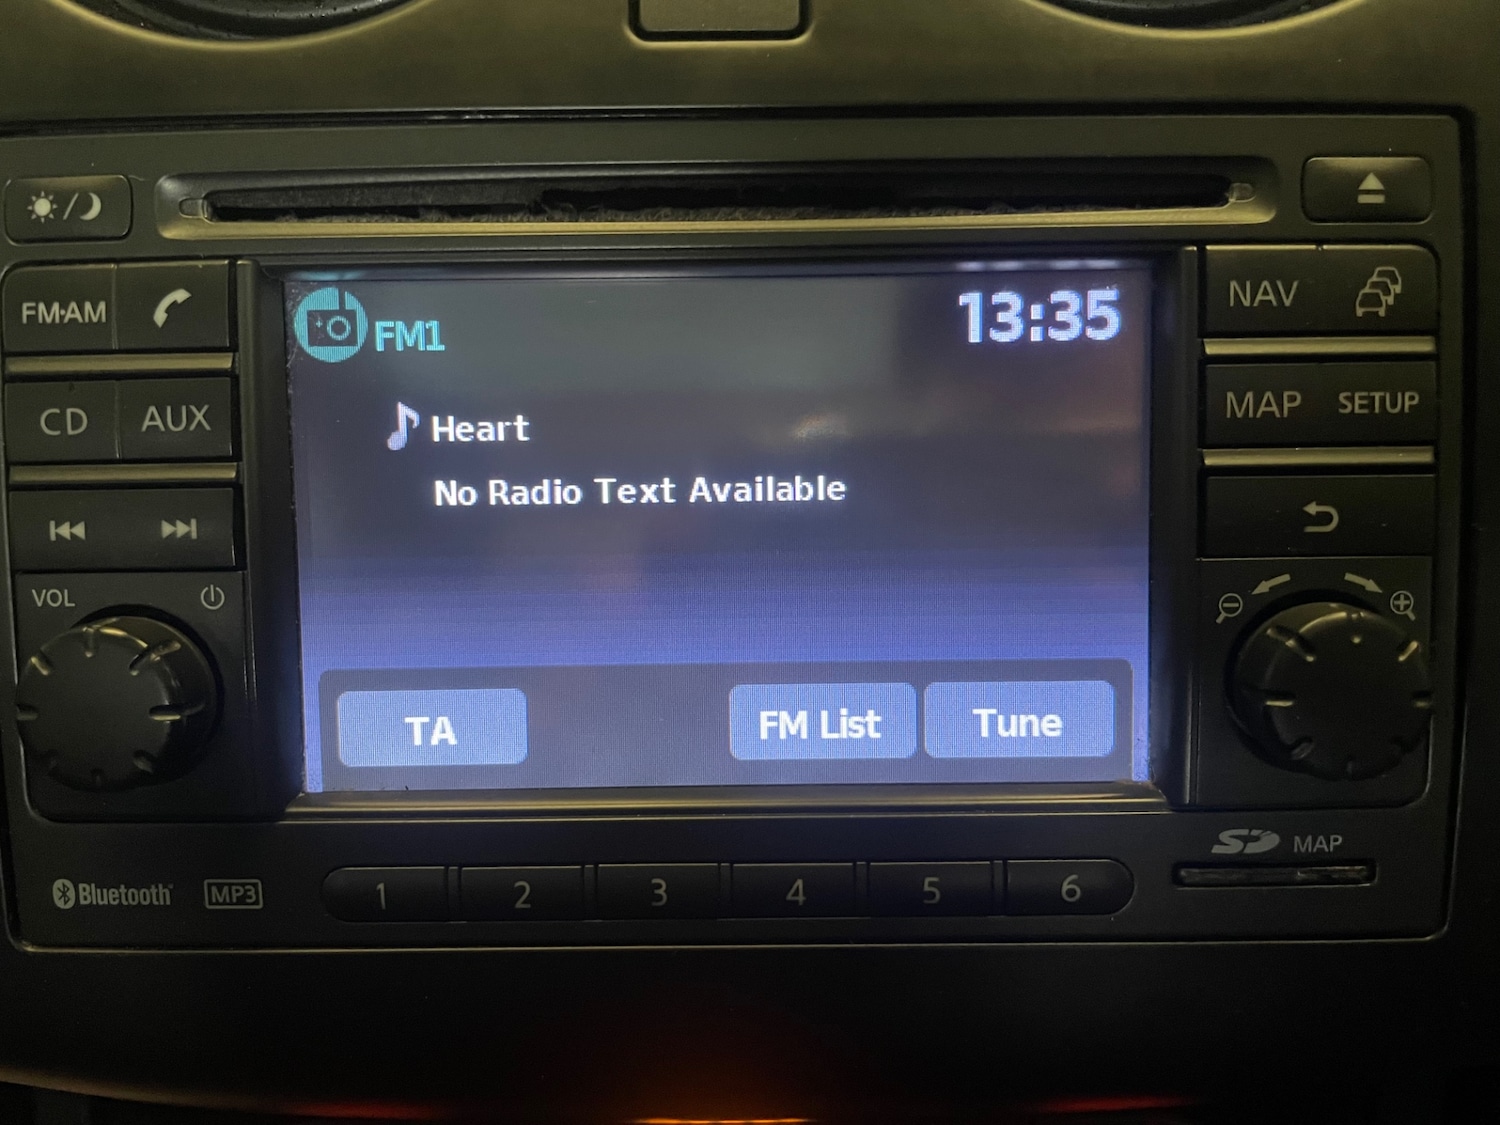 FM1
13:35
Heart
No Radio Text Available
TA
FM List
Tune
FM·AM
CD
AUX
VOL
NAV
MAP
SETUP
Bluetooth
MP3
1
2
3
4
5
6
SD
MAP